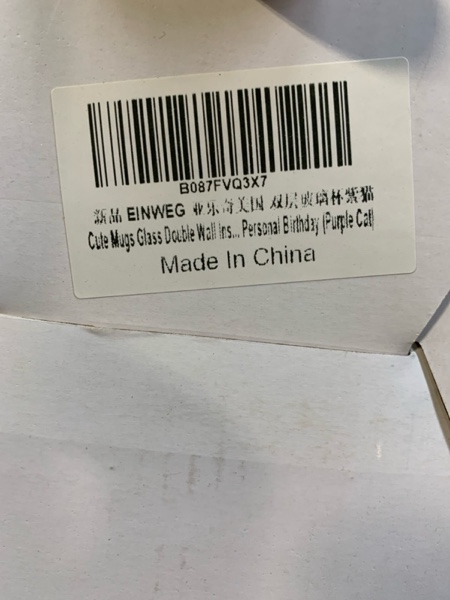 B087FVQ3X7
新品 EINWEG 亚乐奇美国 双层玻璃杯紫猫
Cute Mugs Glass Double Wall Ins... Personal Birthday (Purple Cat)
Made In China